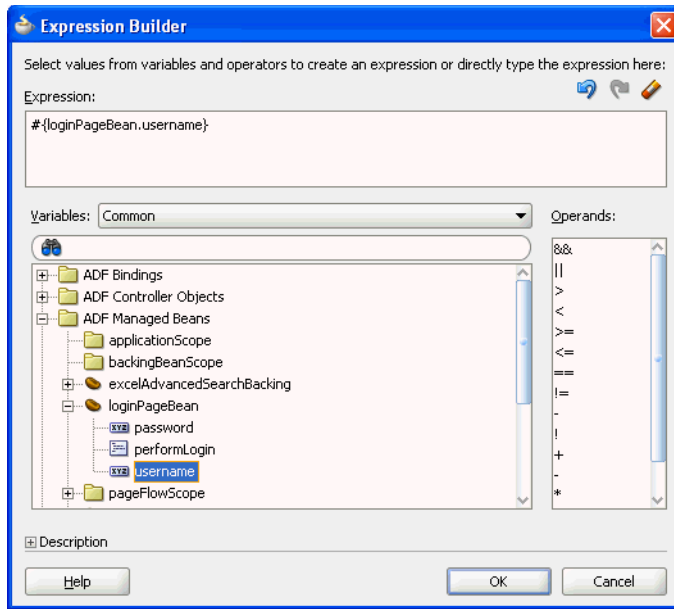 Expression Builder
Select values from variables and operators to create an expression or directly type the expression here:
Expression:
#{loginPageBean.username}
Variables: Common
Operands:
ADF Bindings
ADF Controller Objects
ADF Managed Beans
applicationScope
backingBeanScope
excelAdvancedSearchBacking
loginPageBean
xyz password
performLogin
xyz username
pageFlowScope
&&
||
>
<
>=
<=
==
!=
-
!
+
-
*
Description
Help
OK
Cancel